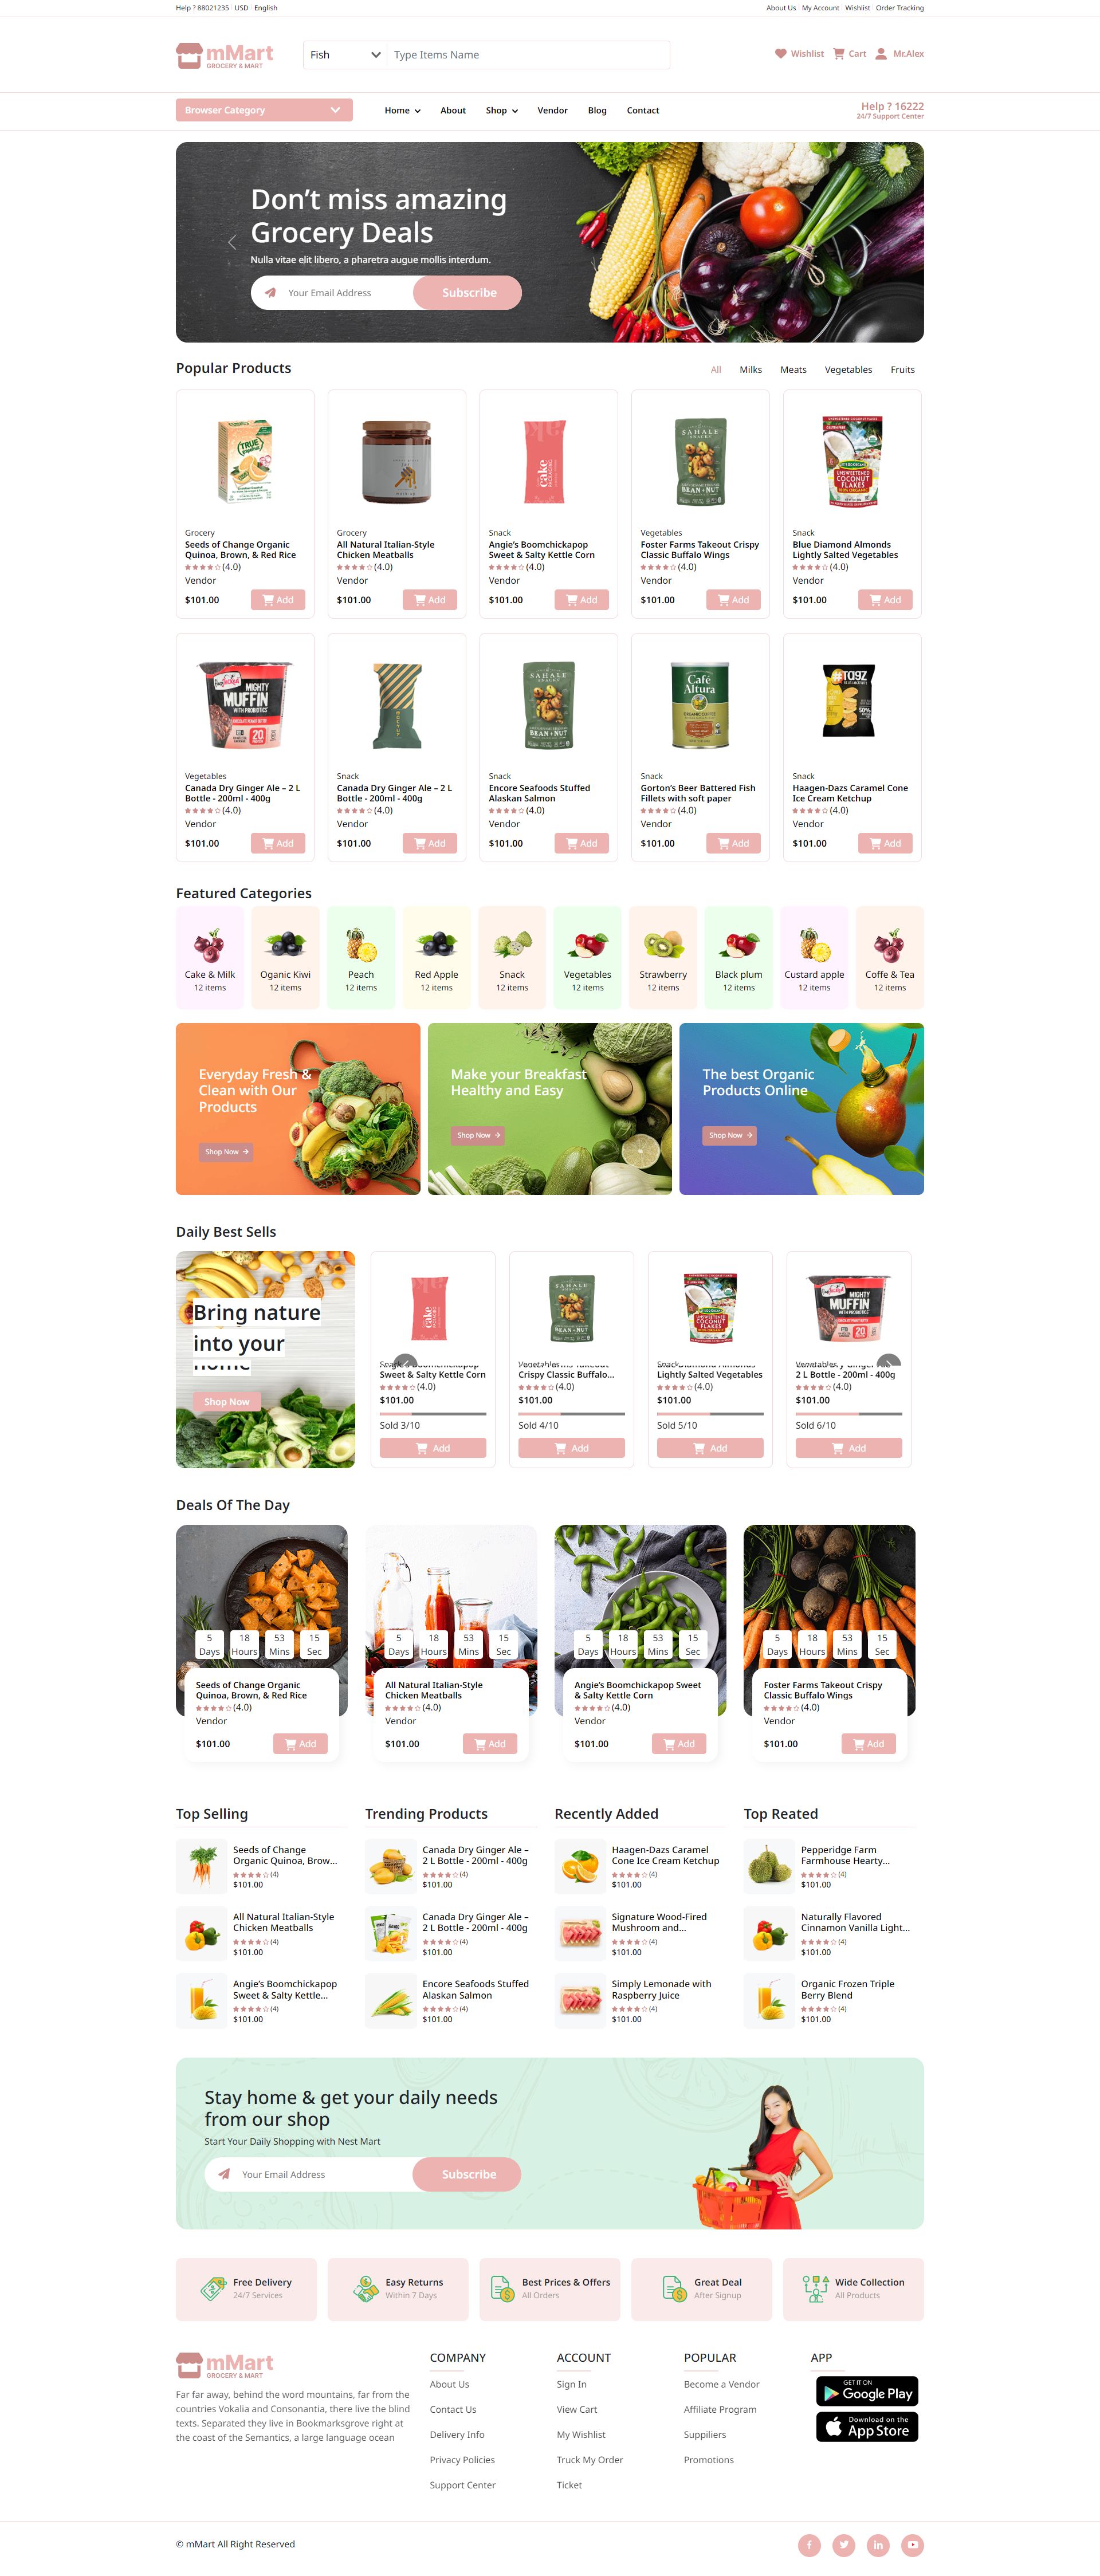 Help ? 88021235 USD English
About Us My Account Wishlist Order Tracking
mMart
GROCERY & MART
Fish
Type Items Name
Wishlist Cart Mr.Alex
Browser Category
Home About Shop Vendor Blog Contact
Help ? 16222
24/7 Support Center
Don’t miss amazing
Grocery Deals
Nulla vitae elit libero, a pharetra augue mollis interdum.
Your Email Address
Subscribe
Popular Products
All Milks Meats Vegetables Fruits
Grocery
Seeds of Change Organic
Quinoa, Brown, & Red Rice
(4.0)
Vendor
$101.00 Add
Grocery
All Natural Italian-Style
Chicken Meatballs
(4.0)
Vendor
$101.00 Add
Snack
Angie’s Boomchickapop
Sweet & Salty Kettle Corn
(4.0)
Vendor
$101.00 Add
Vegetables
Foster Farms Takeout Crispy
Classic Buffalo Wings
(4.0)
Vendor
$101.00 Add
Snack
Blue Diamond Almonds
Lightly Salted Vegetables
(4.0)
Vendor
$101.00 Add
Vegetables
Canada Dry Ginger Ale – 2 L
Bottle - 200ml - 400g
(4.0)
Vendor
$101.00 Add
Snack
Canada Dry Ginger Ale – 2 L
Bottle - 200ml - 400g
(4.0)
Vendor
$101.00 Add
Snack
Encore Seafoods Stuffed
Alaskan Salmon
(4.0)
Vendor
$101.00 Add
Snack
Gorton’s Beer Battered Fish
Fillets with soft paper
(4.0)
Vendor
$101.00 Add
Snack
Haagen-Dazs Caramel Cone
Ice Cream Ketchup
(4.0)
Vendor
$101.00 Add
Featured Categories
Cake & Milk
12 items
Oganic Kiwi
12 items
Peach
12 items
Red Apple
12 items
Snack
12 items
Vegetables
12 items
Strawberry
12 items
Black plum
12 items
Custard apple
12 items
Coffe & Tea
12 items
Everyday Fresh &
Clean with Our
Products
Shop Now
Make your Breakfast
Healthy and Easy
Shop Now
The best Organic
Products Online
Shop Now
Daily Best Sells
Bring nature
into your
home
Shop Now
Sweet & Salty Kettle Corn
(4.0)
$101.00
Sold 3/10
Add
Crispy Classic Buffalo...
(4.0)
$101.00
Sold 4/10
Add
Lightly Salted Vegetables
(4.0)
$101.00
Sold 5/10
Add
2 L Bottle - 200ml - 400g
(4.0)
$101.00
Sold 6/10
Add
Deals Of The Day
5 18 53 15
Days Hours Mins Sec
Seeds of Change Organic
Quinoa, Brown, & Red Rice
(4.0)
Vendor
$101.00 Add
5 18 53 15
Days Hours Mins Sec
All Natural Italian-Style
Chicken Meatballs
(4.0)
Vendor
$101.00 Add
5 18 53 15
Days Hours Mins Sec
Angie’s Boomchickapop Sweet
& Salty Kettle Corn
(4.0)
Vendor
$101.00 Add
5 18 53 15
Days Hours Mins Sec
Foster Farms Takeout Crispy
Classic Buffalo Wings
(4.0)
Vendor
$101.00 Add
Top Selling
Seeds of Change
Organic Quinoa, Brow...
(4)
$101.00
All Natural Italian-Style
Chicken Meatballs
(4)
$101.00
Angie’s Boomchickapop
Sweet & Salty Kettle...
(4)
$101.00
Trending Products
Canada Dry Ginger Ale –
2 L Bottle - 200ml - 400g
(4)
$101.00
Canada Dry Ginger Ale –
2 L Bottle - 200ml - 400g
(4)
$101.00
Encore Seafoods Stuffed
Alaskan Salmon
(4)
$101.00
Recently Added
Haagen-Dazs Caramel
Cone Ice Cream Ketchup
(4)
$101.00
Signature Wood-Fired
Mushroom and...
(4)
$101.00
Simply Lemonade with
Raspberry Juice
(4)
$101.00
Top Reated
Pepperidge Farm
Farmhouse Hearty...
(4)
$101.00
Naturally Flavored
Cinnamon Vanilla Light...
(4)
$101.00
Organic Frozen Triple
Berry Blend
(4)
$101.00
Stay home & get your daily needs
from our shop
Start Your Daily Shopping with Nest Mart
Your Email Address
Subscribe
Free Delivery
24/7 Services
Easy Returns
Within 7 Days
Best Prices & Offers
All Orders
Great Deal
After Signup
Wide Collection
All Products
mMart
GROCERY & MART
Far far away, behind the word mountains, far from the
countries Vokalia and Consonantia, there live the blind
texts. Separated they live in Bookmarksgrove right at
the coast of the Semantics, a large language ocean
COMPANY
About Us
Contact Us
Delivery Info
Privacy Policies
Support Center
ACCOUNT
Sign In
View Cart
My Wishlist
Truck My Order
Ticket
POPULAR
Become a Vendor
Affiliate Program
Suppiliers
Promotions
APP
GET IT ON
Google Play
Download on the
App Store
© mMart All Right Reserved